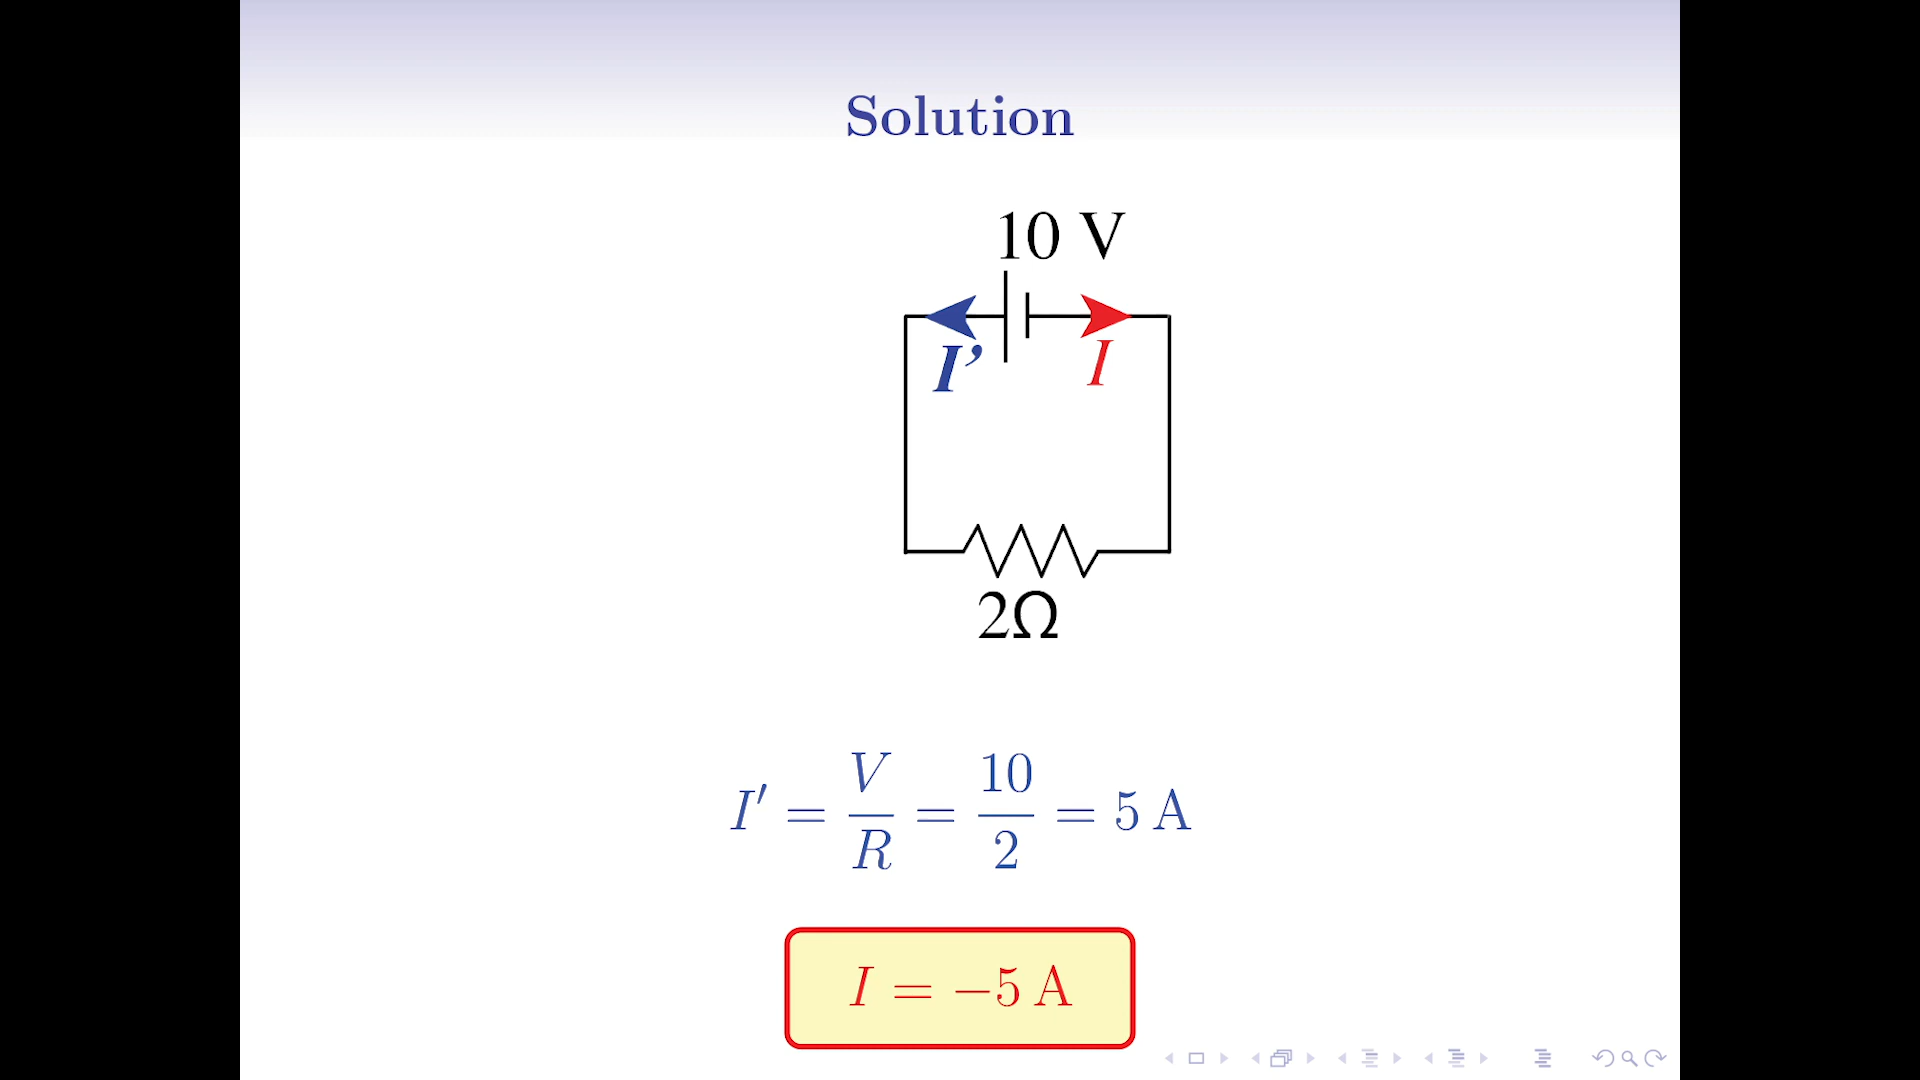 Solution
10 V
I’ I
2Ω
I′ = V/R = 10/2 = 5 A
I = −5 A